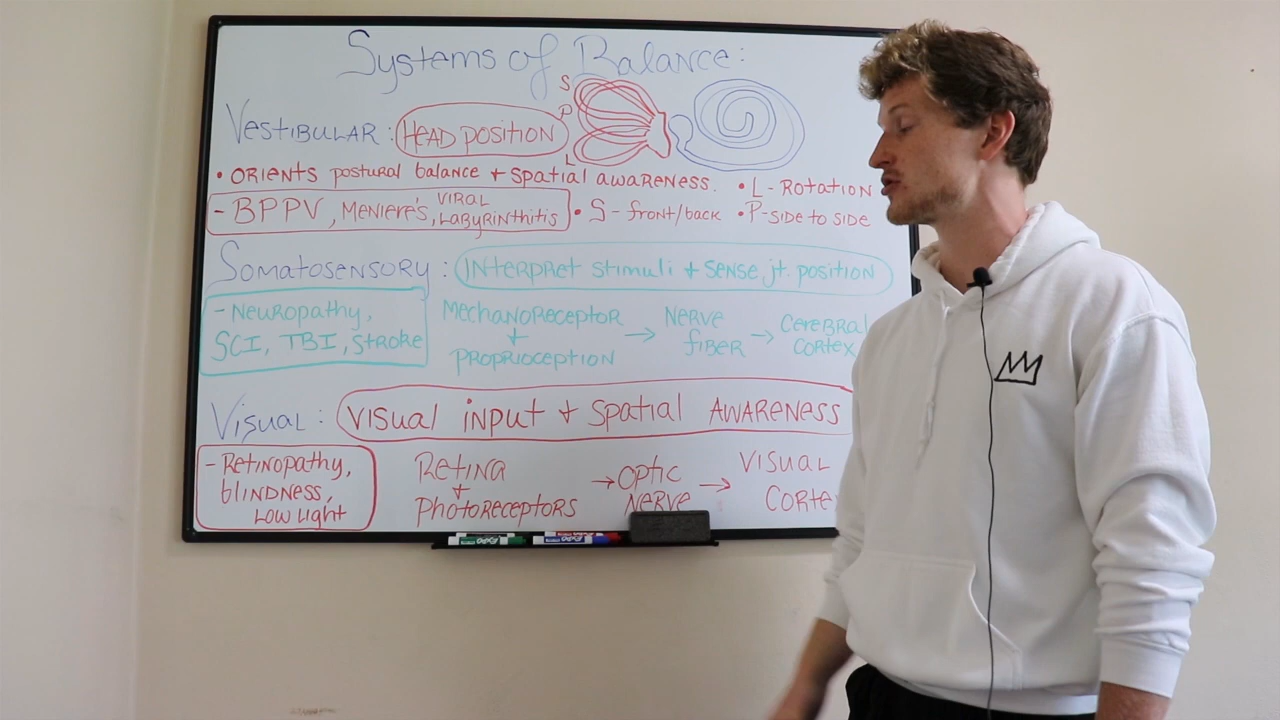 Systems of Balance:
S
P
L
VESTIBULAR: HEAD POSITION
• ORIENTS postural balance + spatial awareness.
• L - ROTATION
- BPPV, MENIERE'S, VIRAL LABYRINTHITIS
• S - front/back • P - SIDE to SIDE
SOMATOSENSORY: INTERPRET STIMULI + SENSE jt. POSITION
- NEUROPATHY,
SCI, TBI, STROKE
MECHANORECEPTOR
+
PROPRIOCEPTION
→ NERVE
FIBER
→ CEREBRAL
CORTEX
VISUAL: VISUAL INPUT + SPATIAL AWARENESS
- RETINOPATHY,
BLINDNESS,
LOW LIGHT
RETINA
+
PHOTORECEPTORS
→ OPTIC
NERVE
→ VISUAL
CORTE